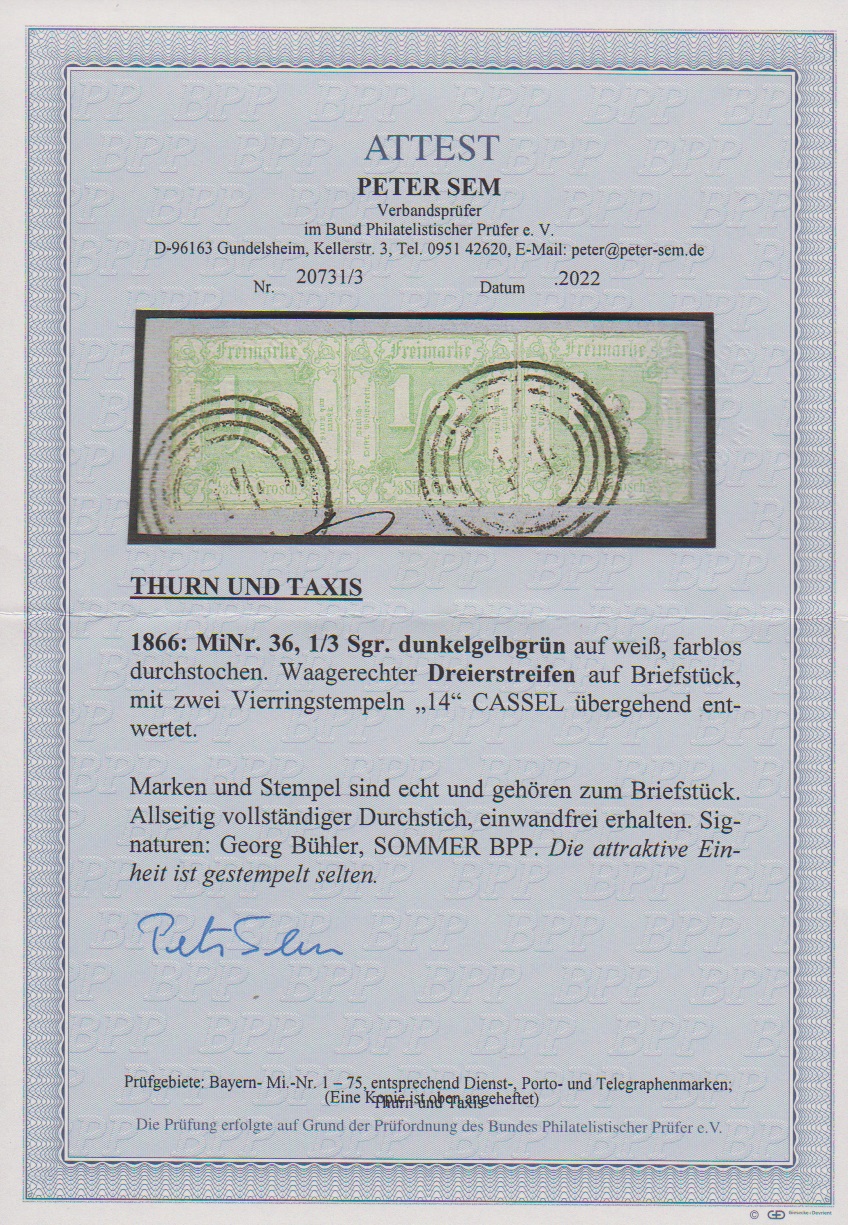 ATTEST
PETER SEM
Verbandsprüfer
im Bund Philatelistischer Prüfer e. V.
D-96163 Gundelsheim, Kellerstr. 3, Tel. 0951 42620, E-Mail: peter@peter-sem.de
Nr. 20731/3 Datum .2022
Freimarke Freimarke Freimarke
THURN UND TAXIS
1866: MiNr. 36, 1/3 Sgr. dunkelgelbgrün auf weiß, farblos
durchstochen. Waagerechter Dreierstreifen auf Briefstück,
mit zwei Vierringstempeln „14“ CASSEL übergehend ent-
wertet.
Marken und Stempel sind echt und gehören zum Briefstück.
Allseitig vollständiger Durchstich, einwandfrei erhalten. Sig-
naturen: Georg Bühler, SOMMER BPP. Die attraktive Ein-
heit ist gestempelt selten.
Peter Sem
Prüfgebiete: Bayern- Mi.-Nr. 1 – 75, entsprechend Dienst-, Porto- und Telegraphenmarken;
(Eine Kopie ist oben angeheftet)
Thurn und Taxis
Die Prüfung erfolgte auf Grund der Prüfordnung des Bundes Philatelistischer Prüfer e.V.